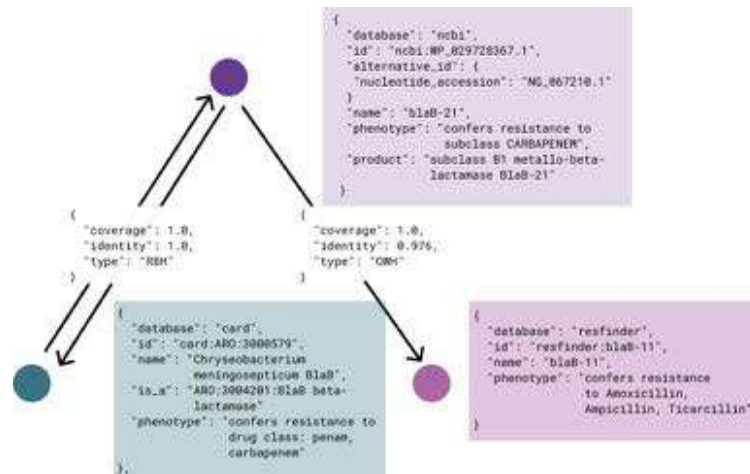 {
"database": "ncbi",
"id": "ncbi:WP_029728367.1",
"alternative_id": {
"nucleotide_accession": "NG_067210.1"
}
"name": "blaB-21",
"phenotype": "confers resistance to
subclass CARBAPENEM",
"product": "subclass B1 metallo-beta-
lactamase BlaB-21"
}
{
"coverage": 1.0,
"identity": 1.0,
"type": "RBH"
}
{
"coverage": 1.0,
"identity": 0.976,
"type": "OWH"
}
{
"database": "card",
"id": "card:ARO:3000579",
"name": "Chryseobacterium
meningosepticum BlaB",
"is_a": "ARO:3004201:BlaB beta-
lactamase"
"phenotype": "confers resistance to
drug class: penam,
carbapenem"
},
{
"database": "resfinder",
"id": "resfinder:blaB-11",
"name": "blaB-11",
"phenotype": "confers resistance
to Amoxicillin,
Ampicillin, Ticarcillin"
}